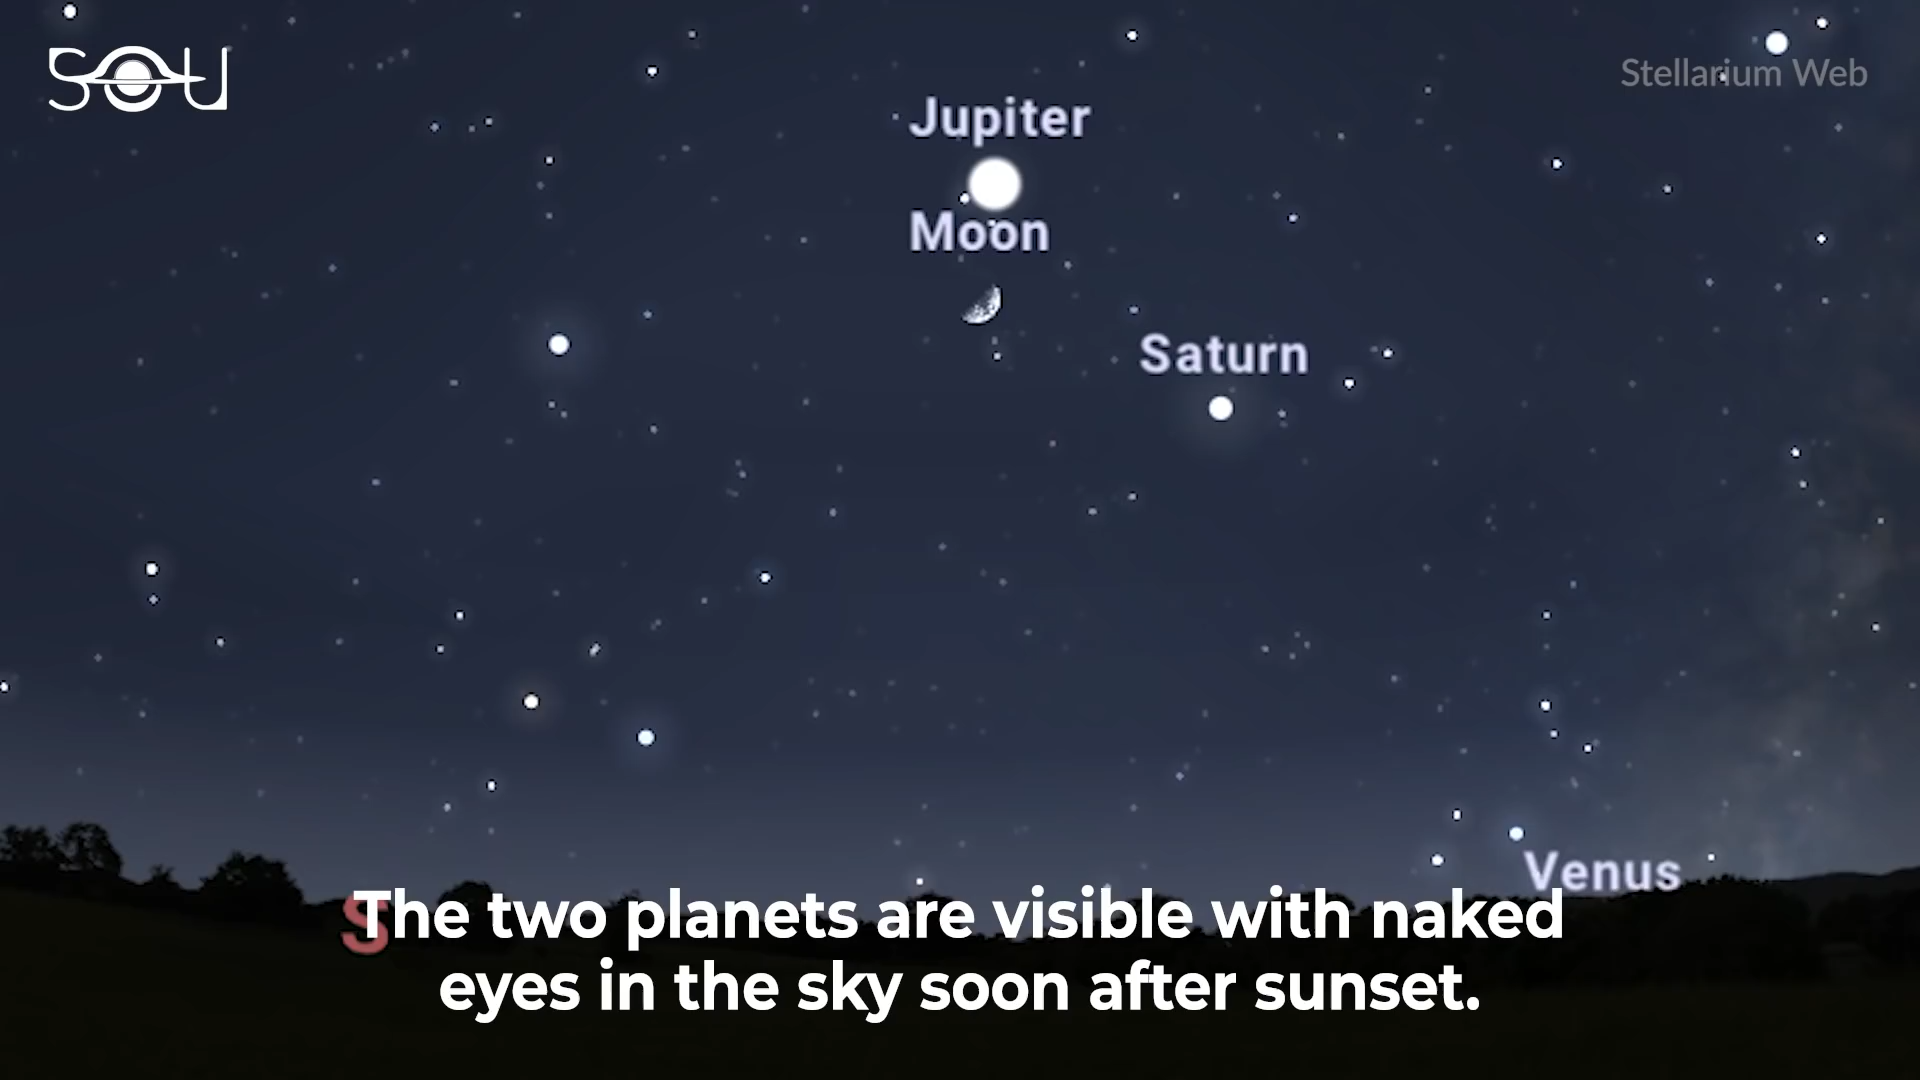 SOU
Stellarium Web
Jupiter
Moon
Saturn
Venus
S
The two planets are visible with naked
eyes in the sky soon after sunset.